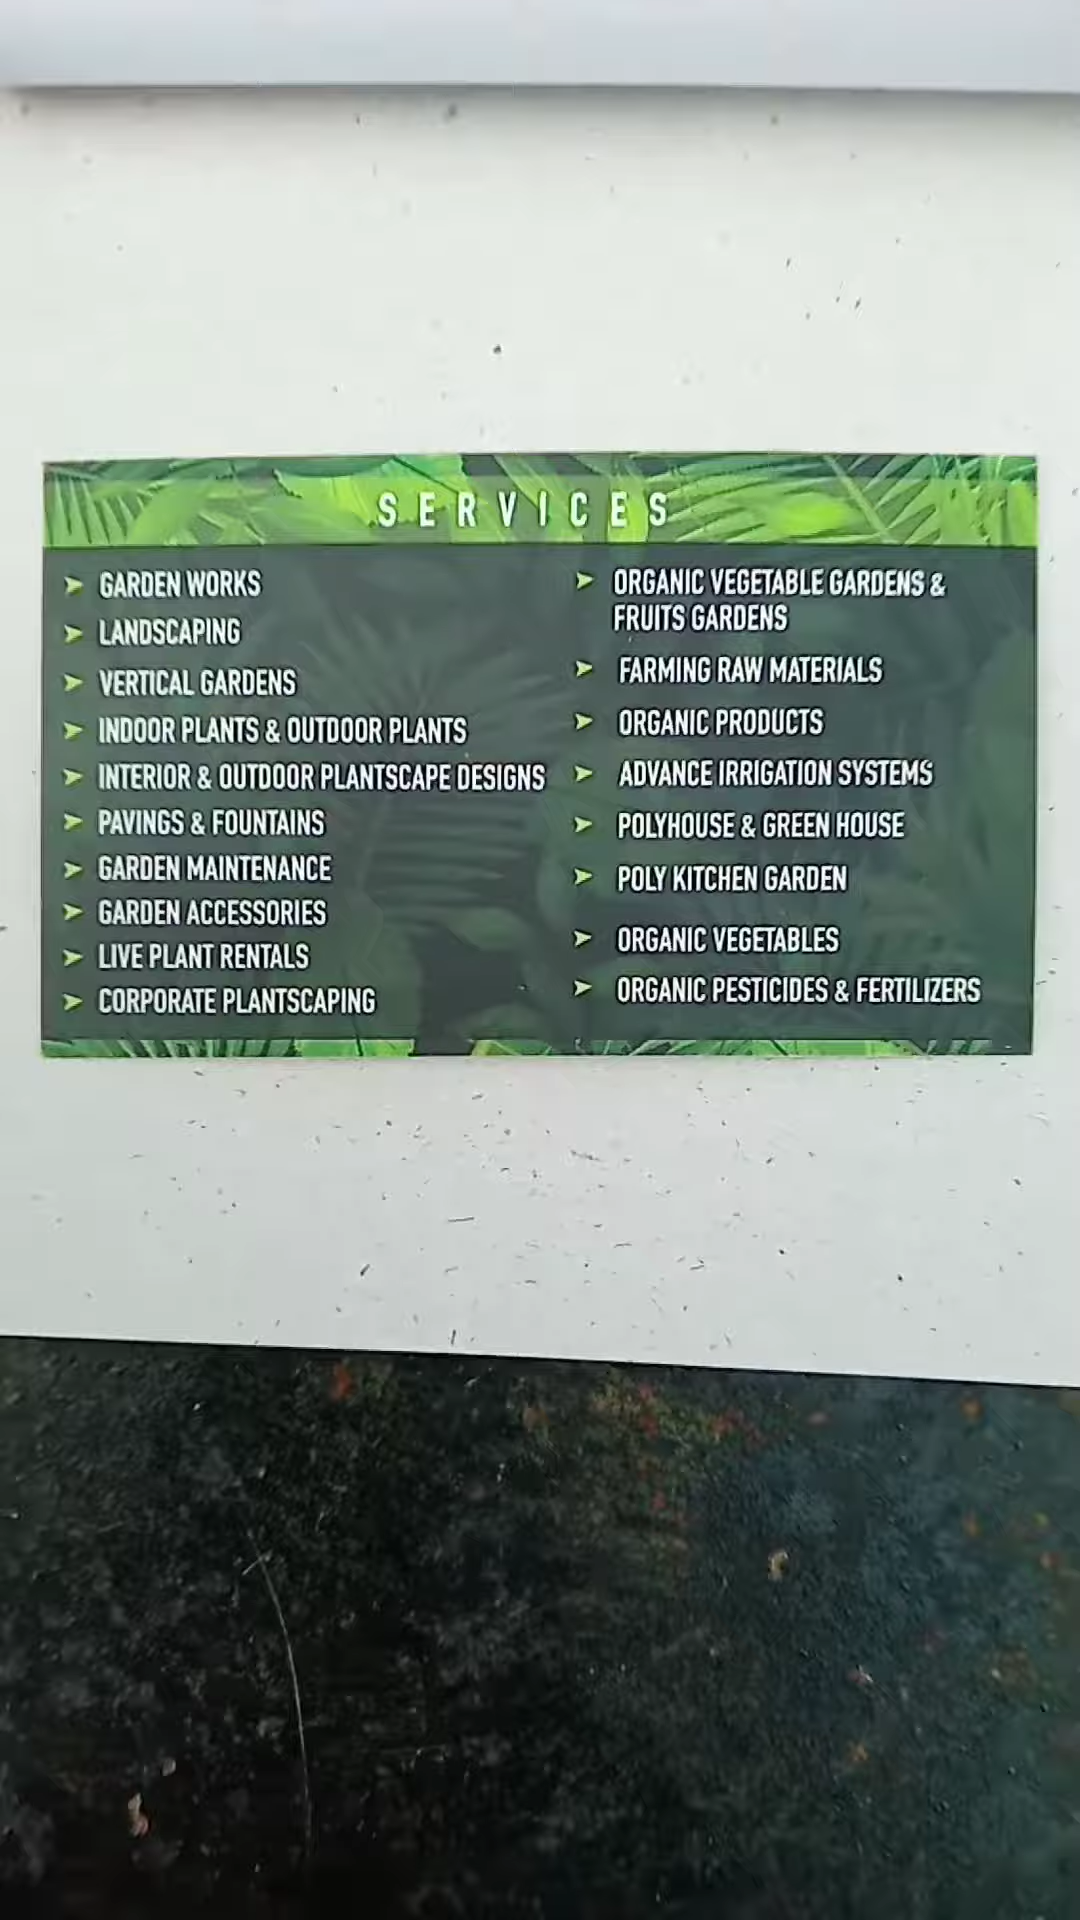 SERVICES
GARDEN WORKS
LANDSCAPING
VERTICAL GARDENS
INDOOR PLANTS & OUTDOOR PLANTS
INTERIOR & OUTDOOR PLANTSCAPE DESIGNS
PAVINGS & FOUNTAINS
GARDEN MAINTENANCE
GARDEN ACCESSORIES
LIVE PLANT RENTALS
CORPORATE PLANTSCAPING
ORGANIC VEGETABLE GARDENS &
FRUITS GARDENS
FARMING RAW MATERIALS
ORGANIC PRODUCTS
ADVANCE IRRIGATION SYSTEMS
POLYHOUSE & GREEN HOUSE
POLY KITCHEN GARDEN
ORGANIC VEGETABLES
ORGANIC PESTICIDES & FERTILIZERS